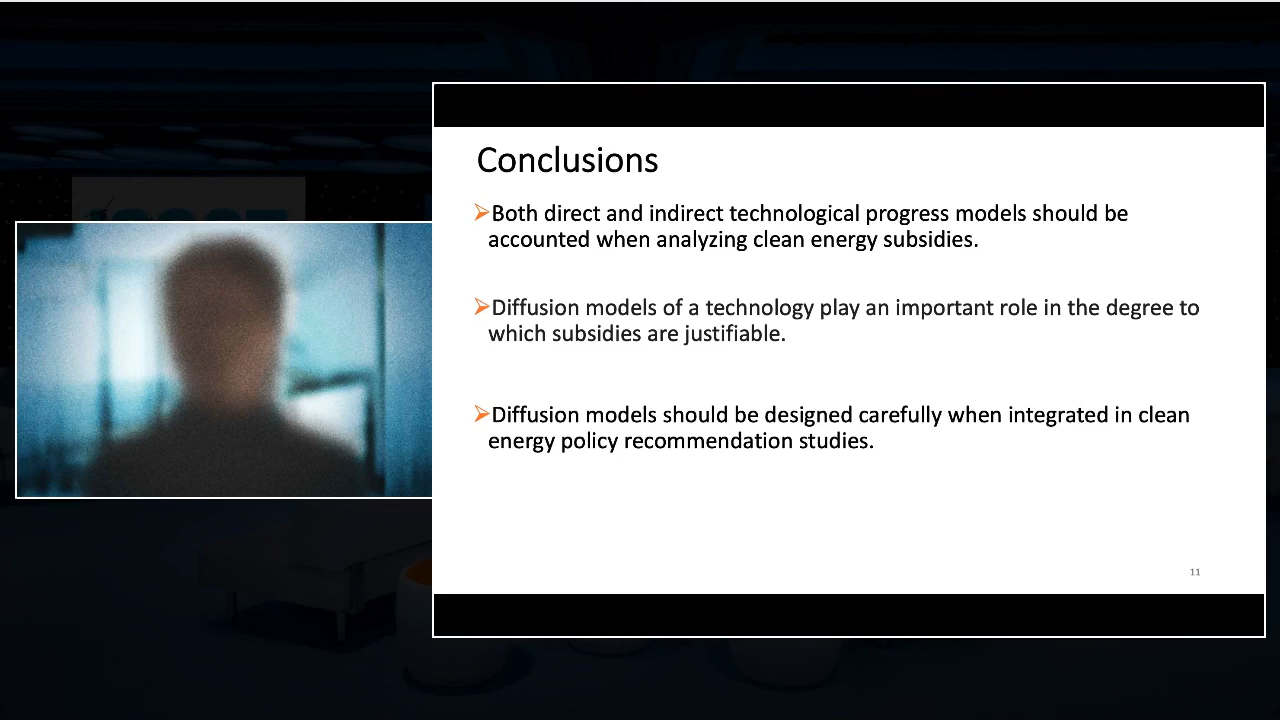 Conclusions
➢Both direct and indirect technological progress models should be
accounted when analyzing clean energy subsidies.
➢Diffusion models of a technology play an important role in the degree to
which subsidies are justifiable.
➢Diffusion models should be designed carefully when integrated in clean
energy policy recommendation studies.
11